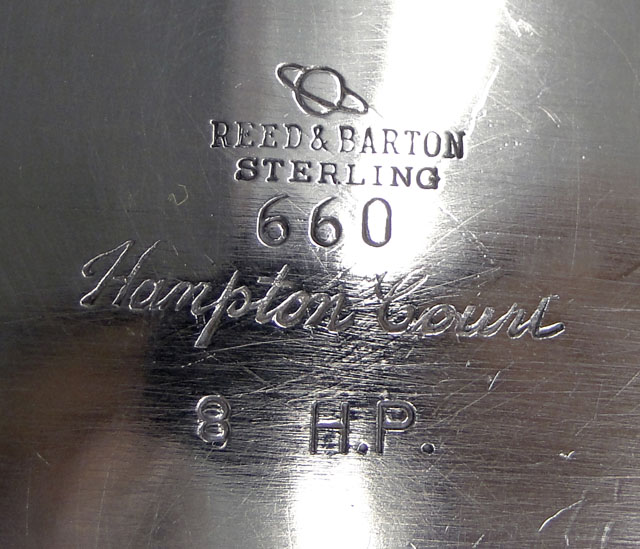 REED & BARTON
STERLING
660
Hampton Court
8 H.P.